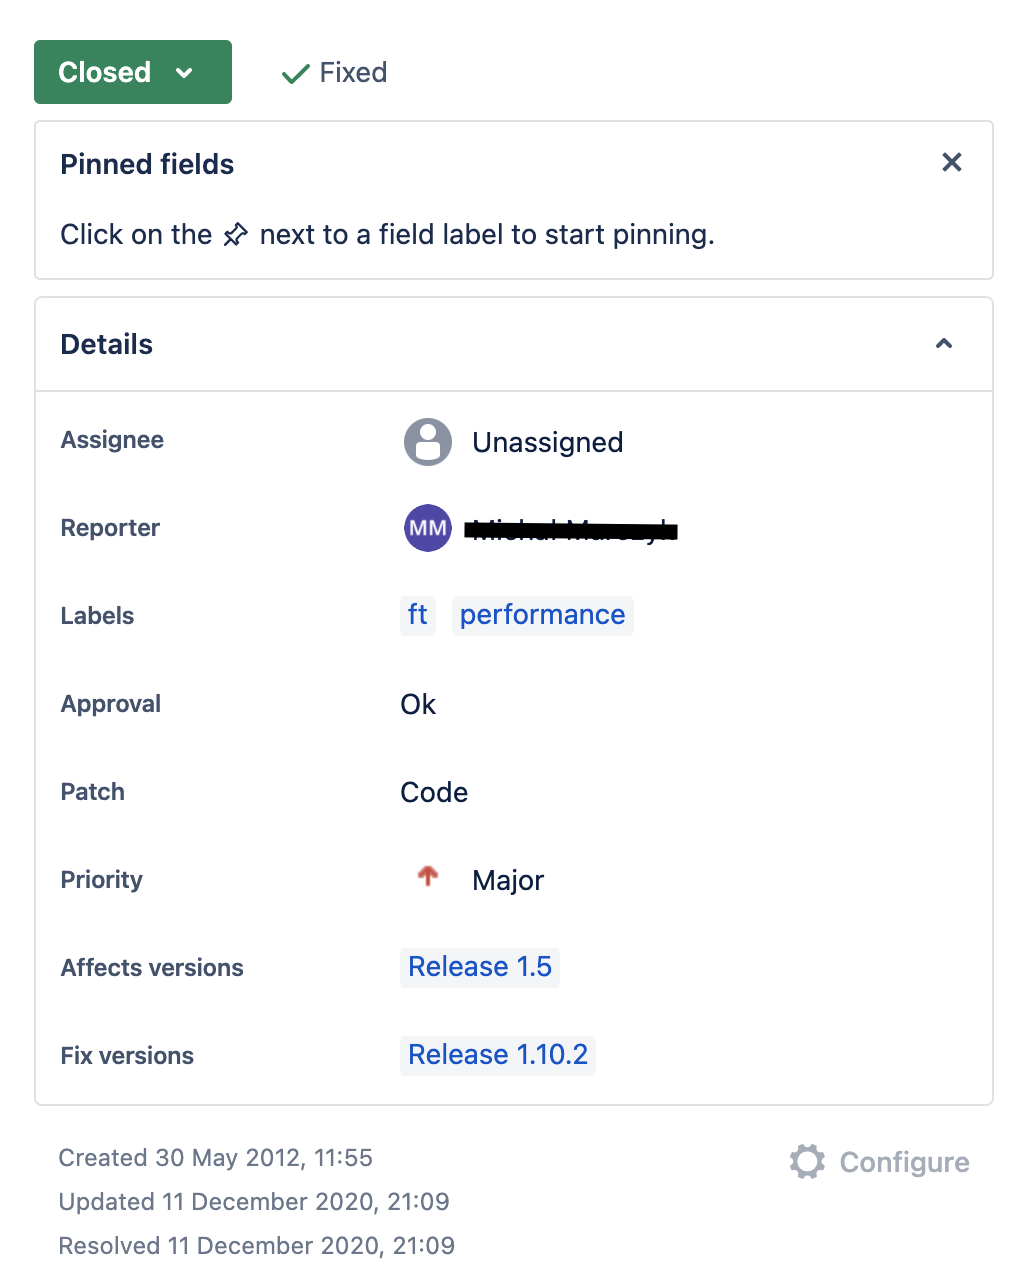 Closed
Fixed
Pinned fields
Click on the next to a field label to start pinning.
Details
Assignee Unassigned
Reporter MM
Labels ft performance
Approval Ok
Patch Code
Priority Major
Affects versions Release 1.5
Fix versions Release 1.10.2
Created 30 May 2012, 11:55
Configure
Updated 11 December 2020, 21:09
Resolved 11 December 2020, 21:09